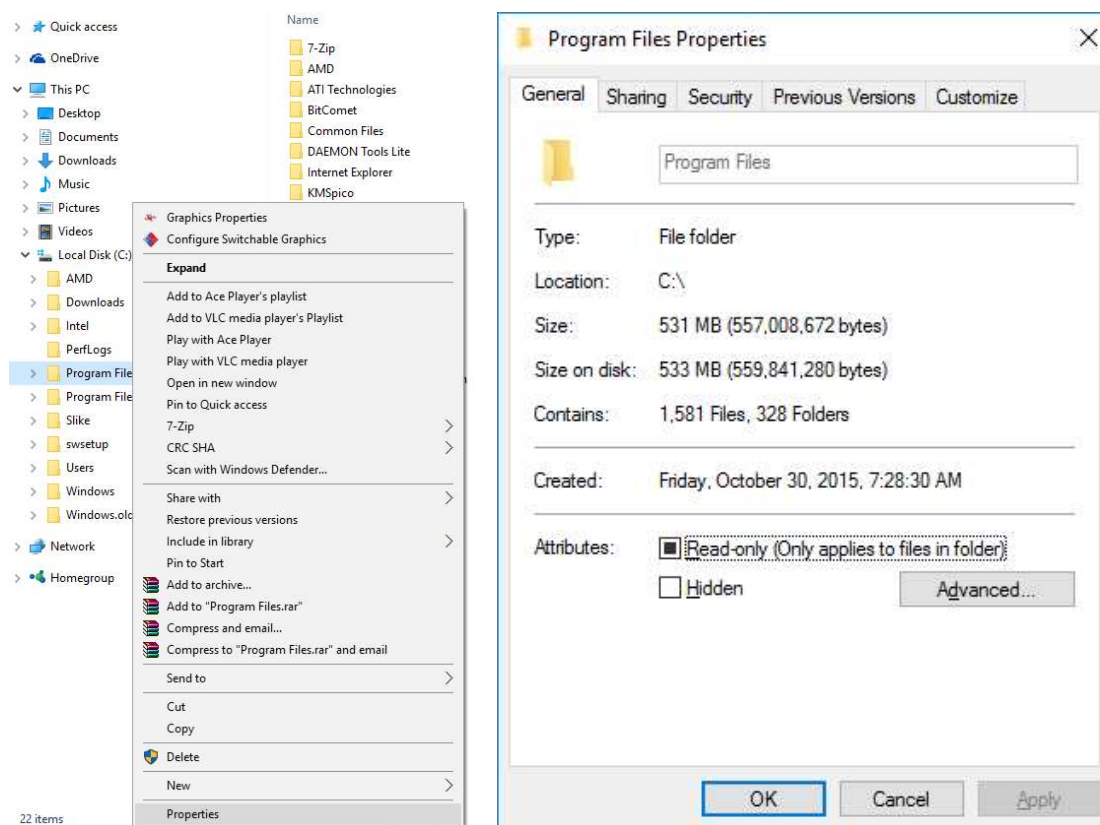 Quick access
OneDrive
This PC
Desktop
Documents
Downloads
Music
Pictures
Videos
Local Disk (C:)
AMD
Downloads
Intel
PerfLogs
Program File
Program File
Slike
swsetup
Users
Windows
Windows.old
Network
Homegroup
22 items
Name
7-Zip
AMD
ATI Technologies
BitComet
Common Files
DAEMON Tools Lite
Internet Explorer
KMSpico
Graphics Properties
Configure Switchable Graphics
Expand
Add to Ace Player's playlist
Add to VLC media player's Playlist
Play with Ace Player
Play with VLC media player
Open in new window
Pin to Quick access
7-Zip
CRC SHA
Scan with Windows Defender...
Share with
Restore previous versions
Include in library
Pin to Start
Add to archive...
Add to "Program Files.rar"
Compress and email...
Compress to "Program Files.rar" and email
Send to
Cut
Copy
Delete
New
Properties
Program Files Properties
General Sharing Security Previous Versions Customize
Program Files
Type: File folder
Location: C:\
Size: 531 MB (557,008,672 bytes)
Size on disk: 533 MB (559,841,280 bytes)
Contains: 1,581 Files, 328 Folders
Created: Friday, October 30, 2015, 7:28:30 AM
Attributes: Read-only (Only applies to files in folder)
Hidden Advanced...
OK Cancel Apply